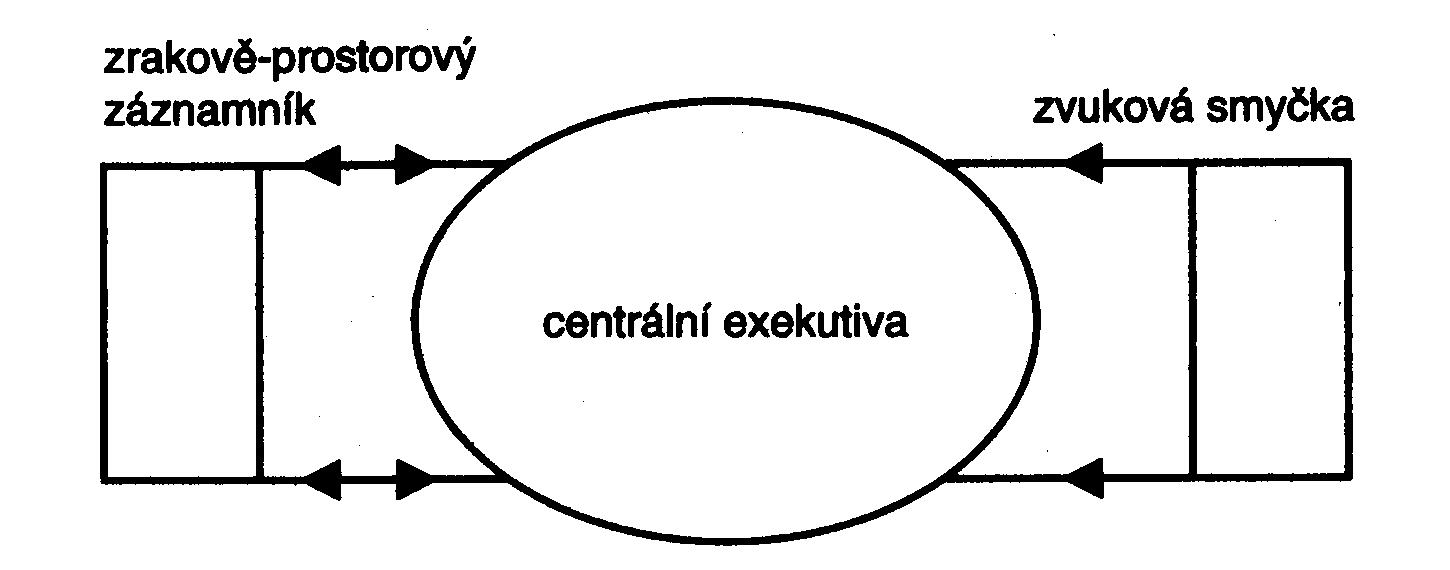 zrakově-prostorový
záznamník
zvuková smyčka
centrální exekutiva